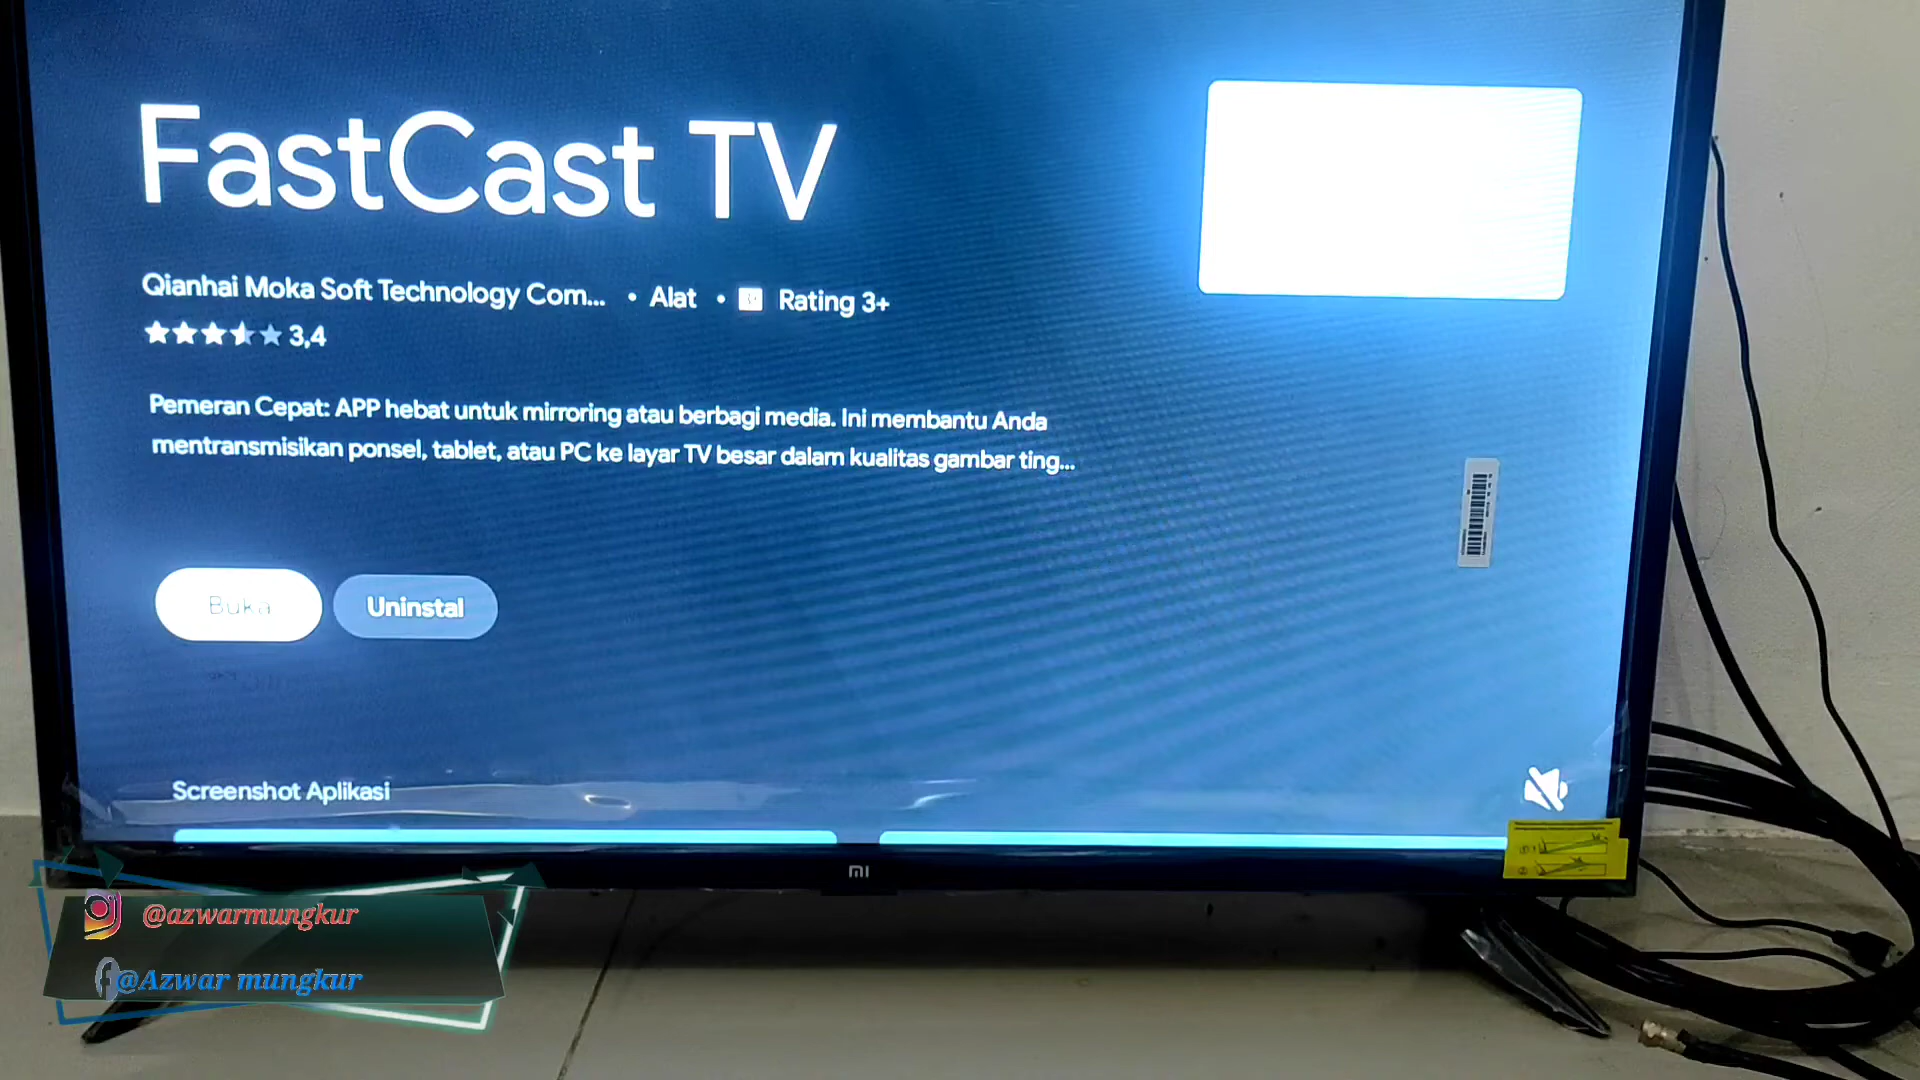 FastCast TV
Qianhai Moka Soft Technology Com... • Alat • Rating 3+
3,4
Pemeran Cepat: APP hebat untuk mirroring atau berbagi media. Ini membantu Anda
mentransmisikan ponsel, tablet, atau PC ke layar TV besar dalam kualitas gambar ting...
Buka Uninstal
Screenshot Aplikasi
mi
@azwarmungkur
@Azwar mungkur